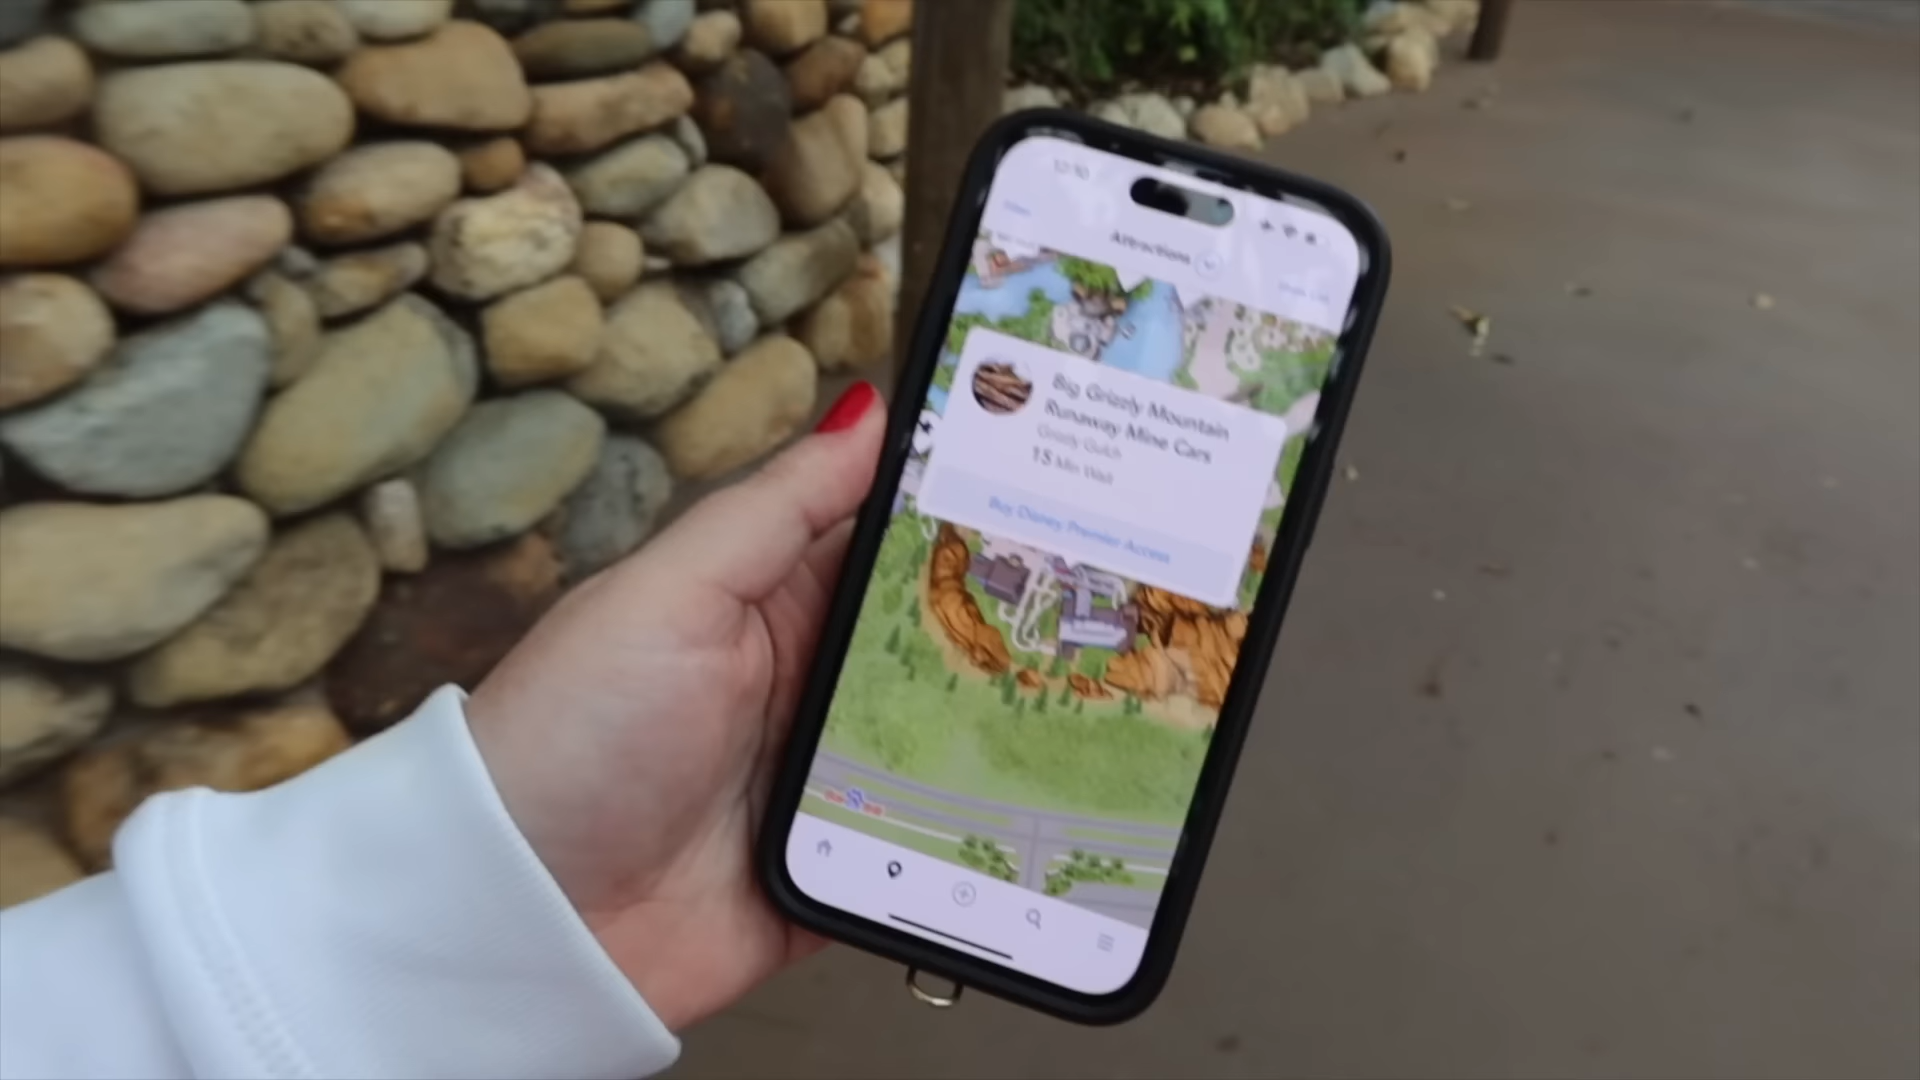 Attractions
Big Grizzly Mountain
Runaway Mine Cars
Grizzly Gulch
15 Min Wait
Buy Disney Premier Access